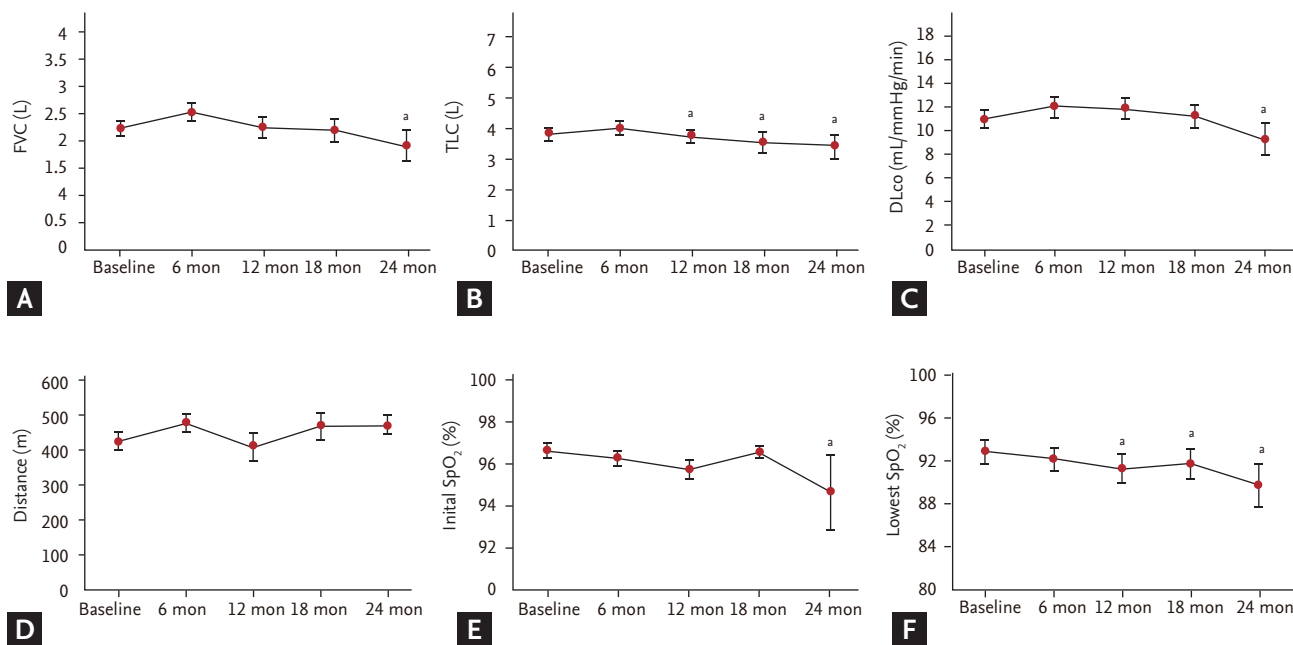 4
3.5
3
2.5
2
1.5
4
0.5
0
FVC (L)
a
Baseline 6 mon 12 mon 18 mon 24 mon
A
7
6
5
4
3
2
1
0
TLC (L)
a a a
Baseline 6 mon 12 mon 18 mon 24 mon
B
18
16
14
12
10
8
6
4
2
0
DLco (mL/mmHg/min)
a
Baseline 6 mon 12 mon 18 mon 24 mon
C
600
500
400
300
200
100
0
Distance (m)
Baseline 6 mon 12 mon 18 mon 24 mon
D
100
98
96
94
92
0
Inital SpO₂ (%)
a
Baseline 6 mon 12 mon 18 mon 24 mon
E
100
96
92
88
84
80
Lowest SpO₂ (%)
a a a
Baseline 6 mon 12 mon 18 mon 24 mon
F